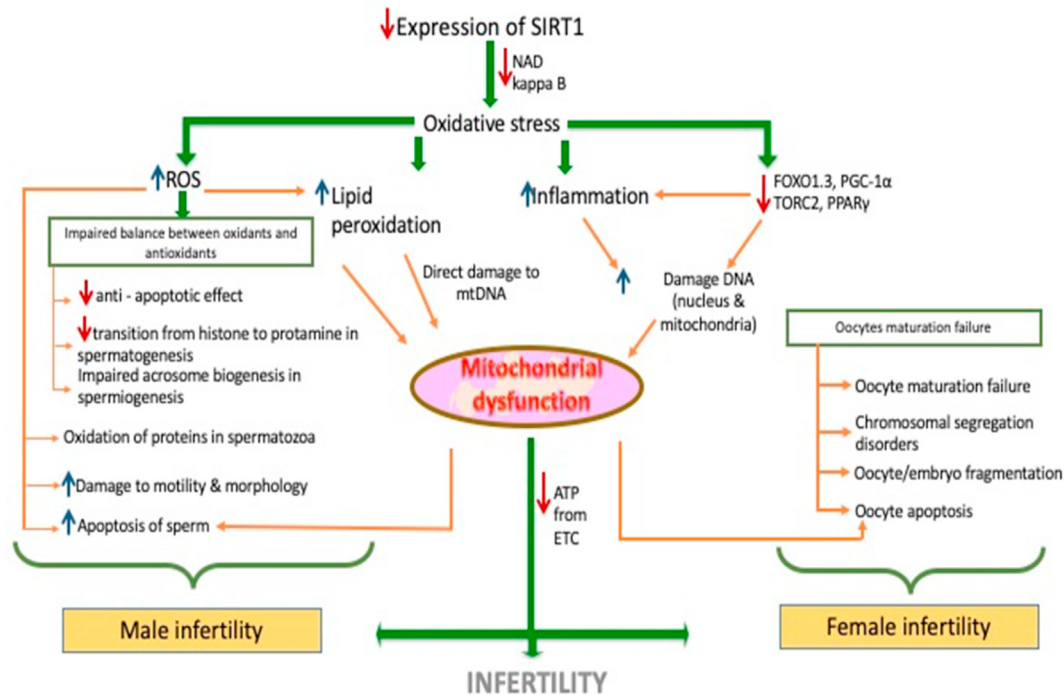 Expression of SIRT1
NAD
kappa B
Oxidative stress
ROS
Lipid
peroxidation
Inflammation
FOXO1.3, PGC-1α
TORC2, PPARγ
Impaired balance between oxidants and
antioxidants
Direct damage to
mtDNA
Damage DNA
(nucleus &
mitochondria)
anti - apoptotic effect
transition from histone to protamine in
spermatogenesis
Impaired acrosome biogenesis in
spermiogenesis
Oxidation of proteins in spermatozoa
Damage to motility & morphology
Apoptosis of sperm
Mitochondrial
dysfunction
ATP
from
ETC
Oocytes maturation failure
Oocyte maturation failure
Chromosomal segregation
disorders
Oocyte/embryo fragmentation
Oocyte apoptosis
Male infertility
Female infertility
INFERTILITY